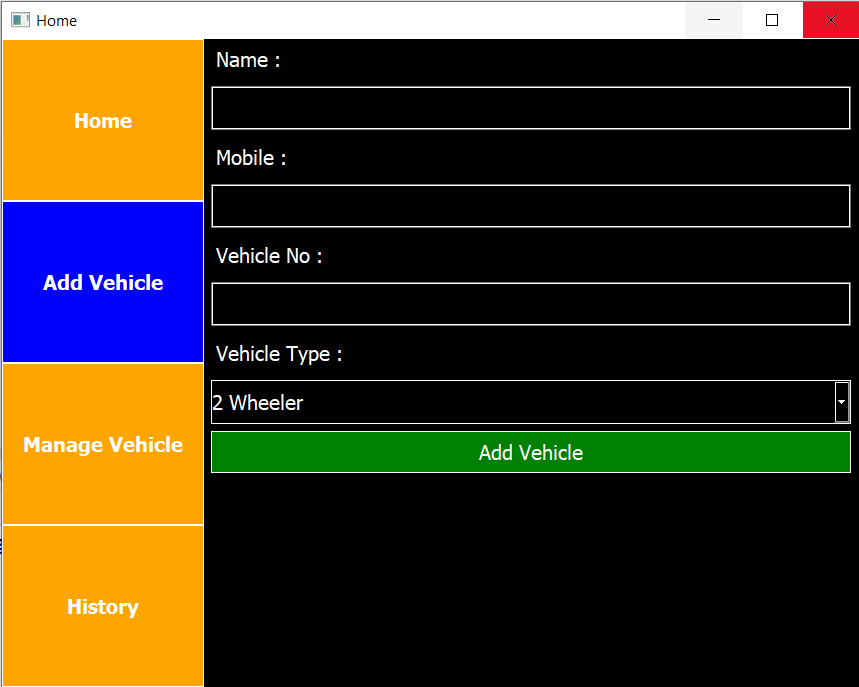 Home
Home
Add Vehicle
Manage Vehicle
History
Name :
Mobile :
Vehicle No :
Vehicle Type :
2 Wheeler
Add Vehicle